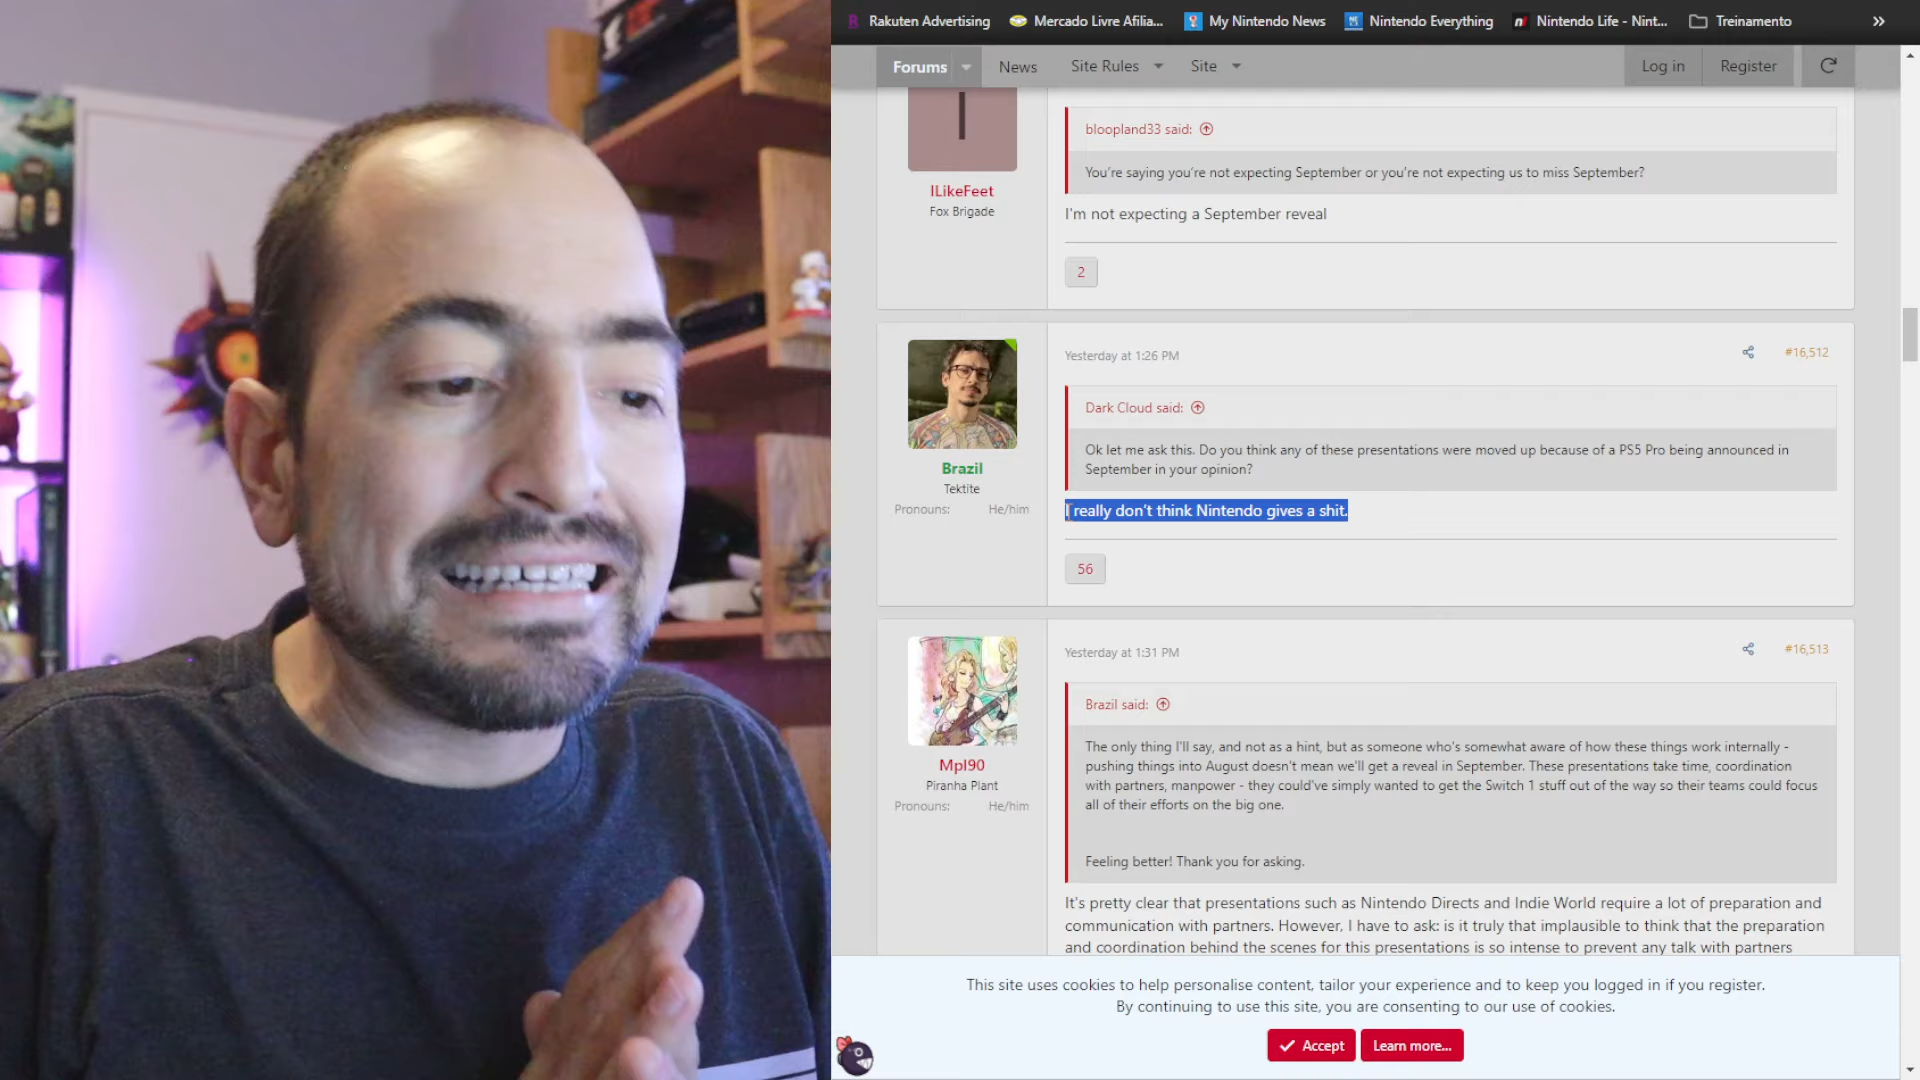 Rakuten Advertising
Mercado Livre Afilia...
My Nintendo News
Nintendo Everything
Nintendo Life - Nint...
Treinamento
Forums
News
Site Rules
Site
Log in
Register
I
ILikeFeet
Fox Brigade
bloopland33 said:
You're saying you're not expecting September or you're not expecting us to miss September?
I'm not expecting a September reveal
2
Brazil
Tektite
Pronouns: He/him
Yesterday at 1:26 PM
#16,512
Dark Cloud said:
Ok let me ask this. Do you think any of these presentations were moved up because of a PS5 Pro being announced in
September in your opinion?
I really don't think Nintendo gives a shit.
56
Mpl90
Piranha Plant
Pronouns: He/him
Yesterday at 1:31 PM
#16,513
Brazil said:
The only thing I'll say, and not as a hint, but as someone who's somewhat aware of how these things work internally -
pushing things into August doesn't mean we'll get a reveal in September. These presentations take time, coordination
with partners, manpower - they could've simply wanted to get the Switch 1 stuff out of the way so their teams could focus
all of their efforts on the big one.
Feeling better! Thank you for asking.
It's pretty clear that presentations such as Nintendo Directs and Indie World require a lot of preparation and
communication with partners. However, I have to ask: is it truly that implausible to think that the preparation
and coordination behind the scenes for this presentations is so intense to prevent any talk with partners
This site uses cookies to help personalise content, tailor your experience and to keep you logged in if you register.
By continuing to use this site, you are consenting to our use of cookies.
Accept
Learn more...